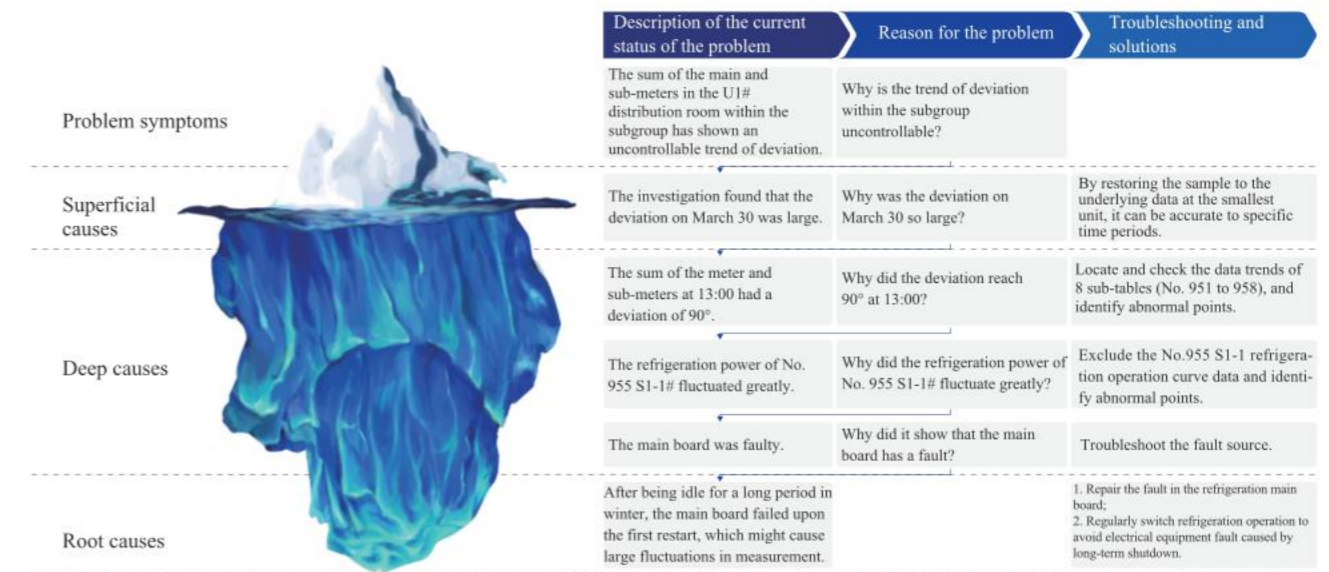 Description of the current
status of the problem
Reason for the problem
Troubleshooting and
solutions
Problem symptoms
The sum of the main and
sub-meters in the U1#
distribution room within the
subgroup has shown an
uncontrollable trend of deviation.
Why is the trend of deviation
within the subgroup
uncontrollable?
Superficial
causes
The investigation found that the
deviation on March 30 was large.
Why was the deviation on
March 30 so large?
By restoring the sample to the
underlying data at the smallest
unit, it can be accurate to specific
time periods.
Deep causes
The sum of the meter and
sub-meters at 13:00 had a
deviation of 90°.
Why did the deviation reach
90° at 13:00?
Locate and check the data trends of
8 sub-tables (No. 951 to 958), and
identify abnormal points.
The refrigeration power of No.
955 S1-1# fluctuated greatly.
Why did the refrigeration power of
No. 955 S1-1# fluctuate greatly?
Exclude the No.955 S1-1 refrigera-
tion operation curve data and identi-
fy abnormal points.
The main board was faulty.
Why did it show that the main
board has a fault?
Troubleshoot the fault source.
Root causes
After being idle for a long period in
winter, the main board failed upon
the first restart, which might cause
large fluctuations in measurement.
1. Repair the fault in the refrigeration main
board;
2. Regularly switch refrigeration operation to
avoid electrical equipment fault caused by
long-term shutdown.